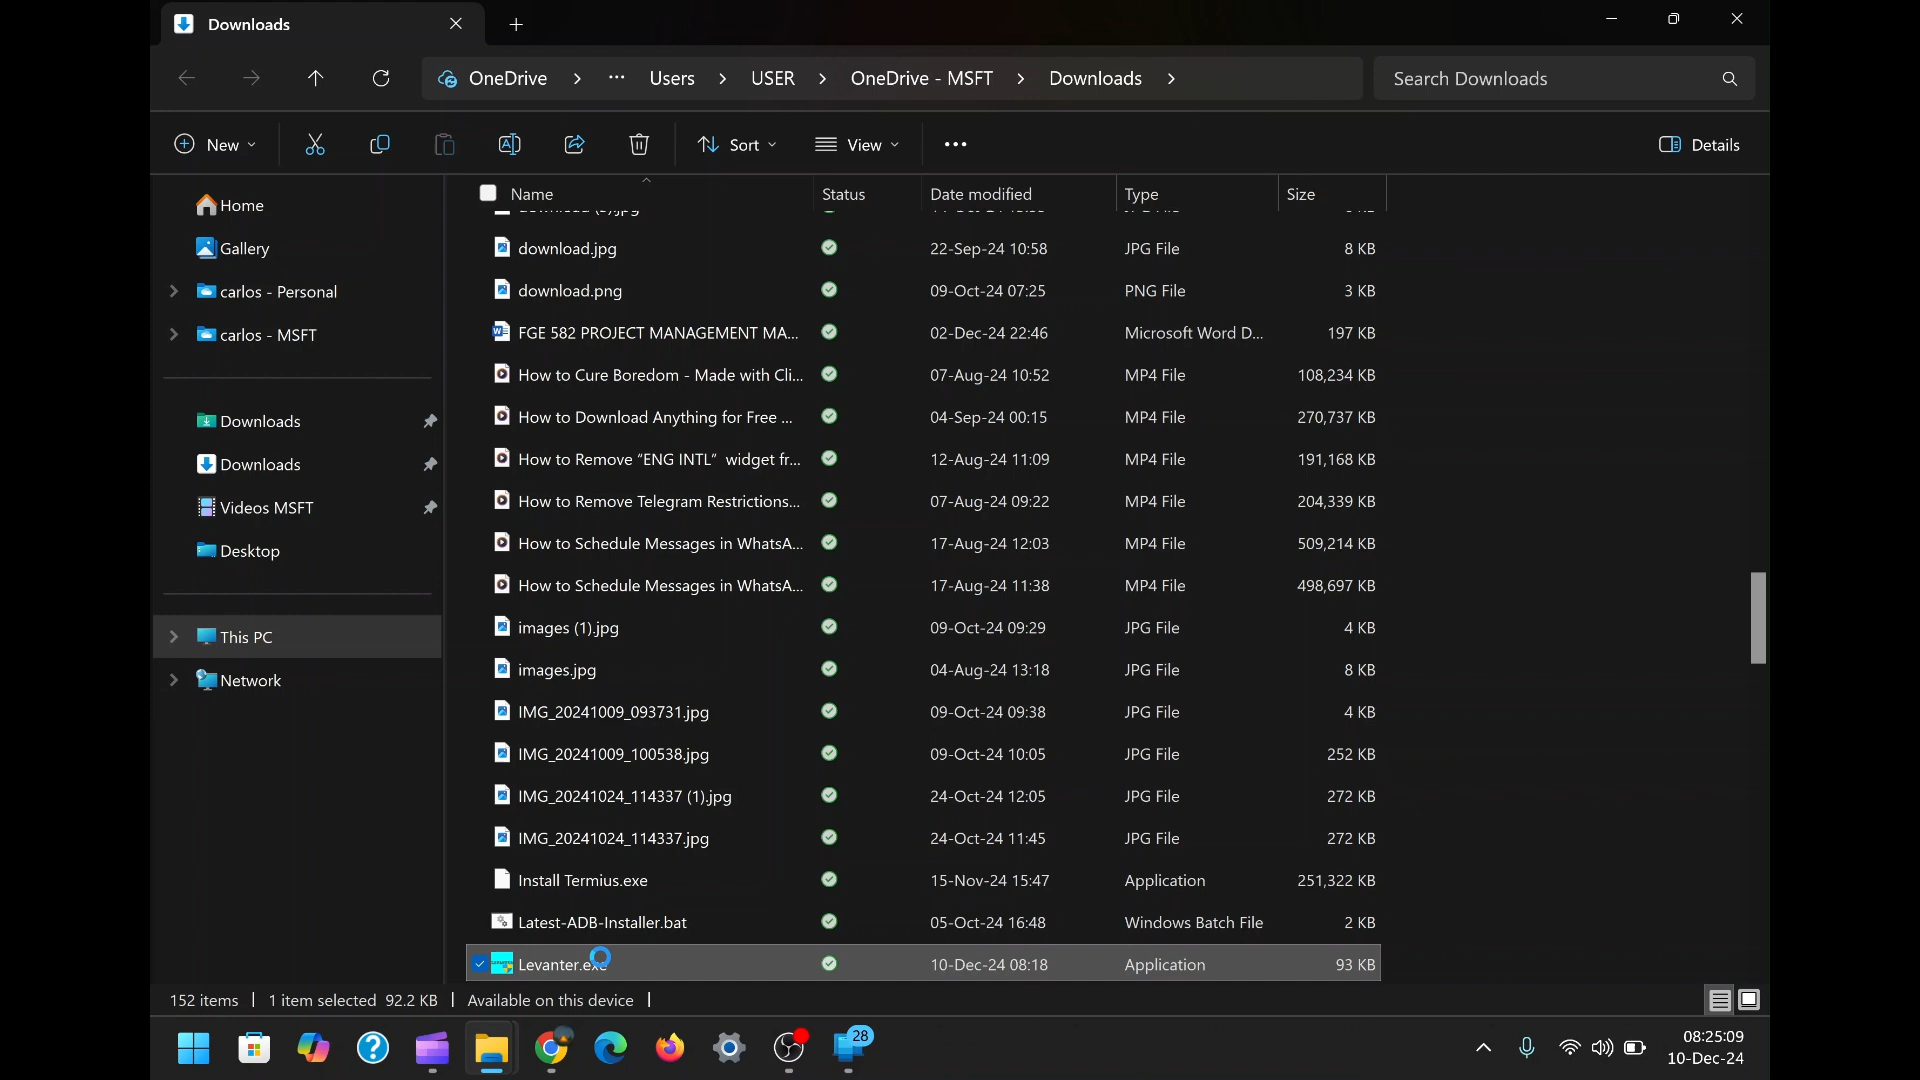 Downloads
OneDrive > ... Users > USER > OneDrive - MSFT > Downloads >
Search Downloads
New
Sort
View
Details
Home
Gallery
carlos - Personal
carlos - MSFT
Downloads
Downloads
Videos MSFT
Desktop
This PC
Network
Name Status Date modified Type Size
download.jpg 22-Sep-24 10:58 JPG File 8 KB
download.png 09-Oct-24 07:25 PNG File 3 KB
FGE 582 PROJECT MANAGEMENT MA... 02-Dec-24 22:46 Microsoft Word D... 197 KB
How to Cure Boredom - Made with Cli... 07-Aug-24 10:52 MP4 File 108,234 KB
How to Download Anything for Free ... 04-Sep-24 00:15 MP4 File 270,737 KB
How to Remove “ENG INTL” widget fr... 12-Aug-24 11:09 MP4 File 191,168 KB
How to Remove Telegram Restrictions... 07-Aug-24 09:22 MP4 File 204,339 KB
How to Schedule Messages in WhatsA... 17-Aug-24 12:03 MP4 File 509,214 KB
How to Schedule Messages in WhatsA... 17-Aug-24 11:38 MP4 File 498,697 KB
images (1).jpg 09-Oct-24 09:29 JPG File 4 KB
images.jpg 04-Aug-24 13:18 JPG File 8 KB
IMG_20241009_093731.jpg 09-Oct-24 09:38 JPG File 4 KB
IMG_20241009_100538.jpg 09-Oct-24 10:05 JPG File 252 KB
IMG_20241024_114337 (1).jpg 24-Oct-24 12:05 JPG File 272 KB
IMG_20241024_114337.jpg 24-Oct-24 11:45 JPG File 272 KB
Install Termius.exe 15-Nov-24 15:47 Application 251,322 KB
Latest-ADB-Installer.bat 05-Oct-24 16:48 Windows Batch File 2 KB
Levanter.exe 10-Dec-24 08:18 Application 93 KB
152 items | 1 item selected 92.2 KB | Available on this device |
28
08:25:09
10-Dec-24